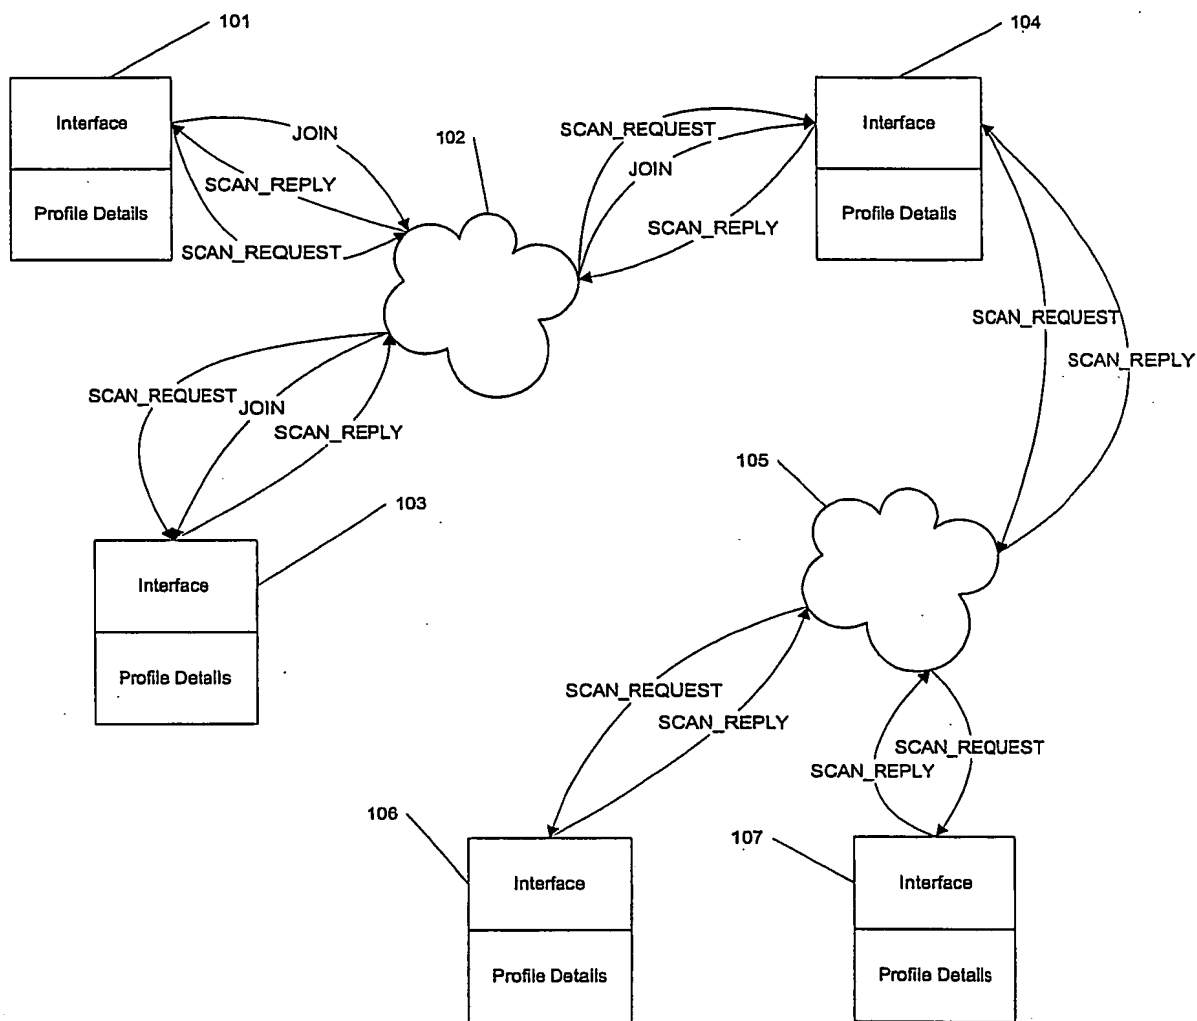 101
104
Interface
JOIN
102
SCAN_REQUEST
Interface
JOIN
SCAN_REPLY
Profile Details
Profile Details
SCAN_REPLY
SCAN_REQUEST
SCAN_REQUEST
SCAN_REPLY
SCAN_REQUEST
JOIN
SCAN_REPLY
105
103
Interface
Profile Details
SCAN_REQUEST
SCAN_REPLY
SCAN_REQUEST
SCAN_REPLY
106
107
Interface
Interface
Profile Details
Profile Details